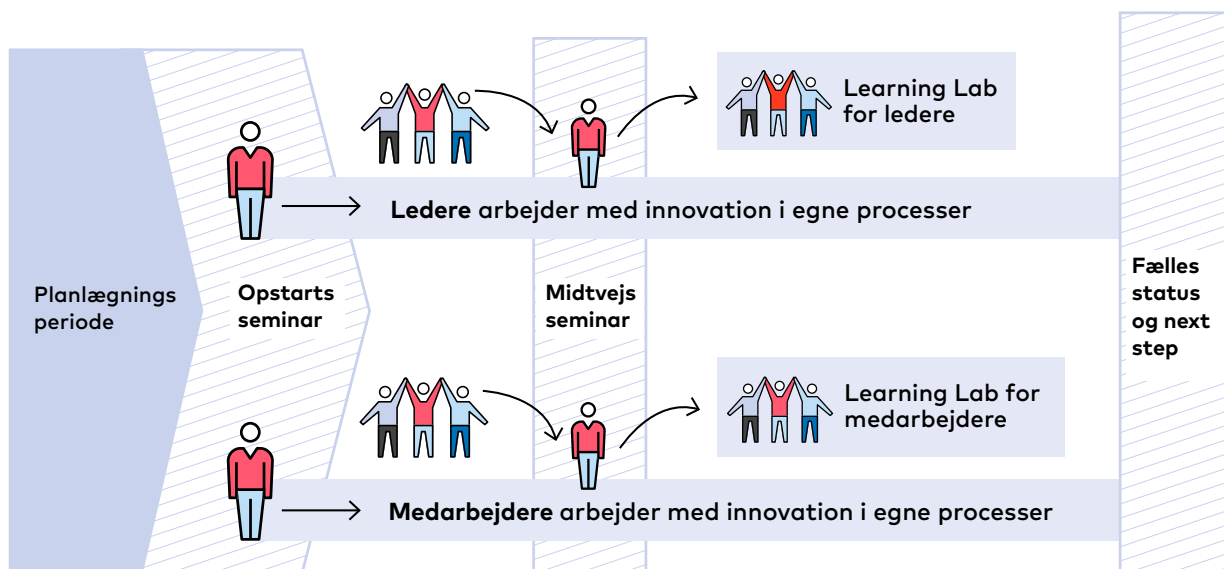 Learning Lab
for ledere
Ledere arbejder med innovation i egne processer
Planlægnings
periode
Opstarts
seminar
Midtvejs
seminar
Fælles
status
og next
step
Learning Lab for
medarbejdere
Medarbejdere arbejder med innovation i egne processer